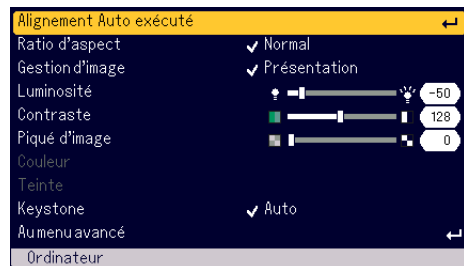 Alignement Auto exécuté
Ratio d'aspect Normal
Gestion d'image Présentation
Luminosité -50
Contraste 128
Piqué d'image 0
Couleur
Teinte
Keystone Auto
Au menu avancé
Ordinateur